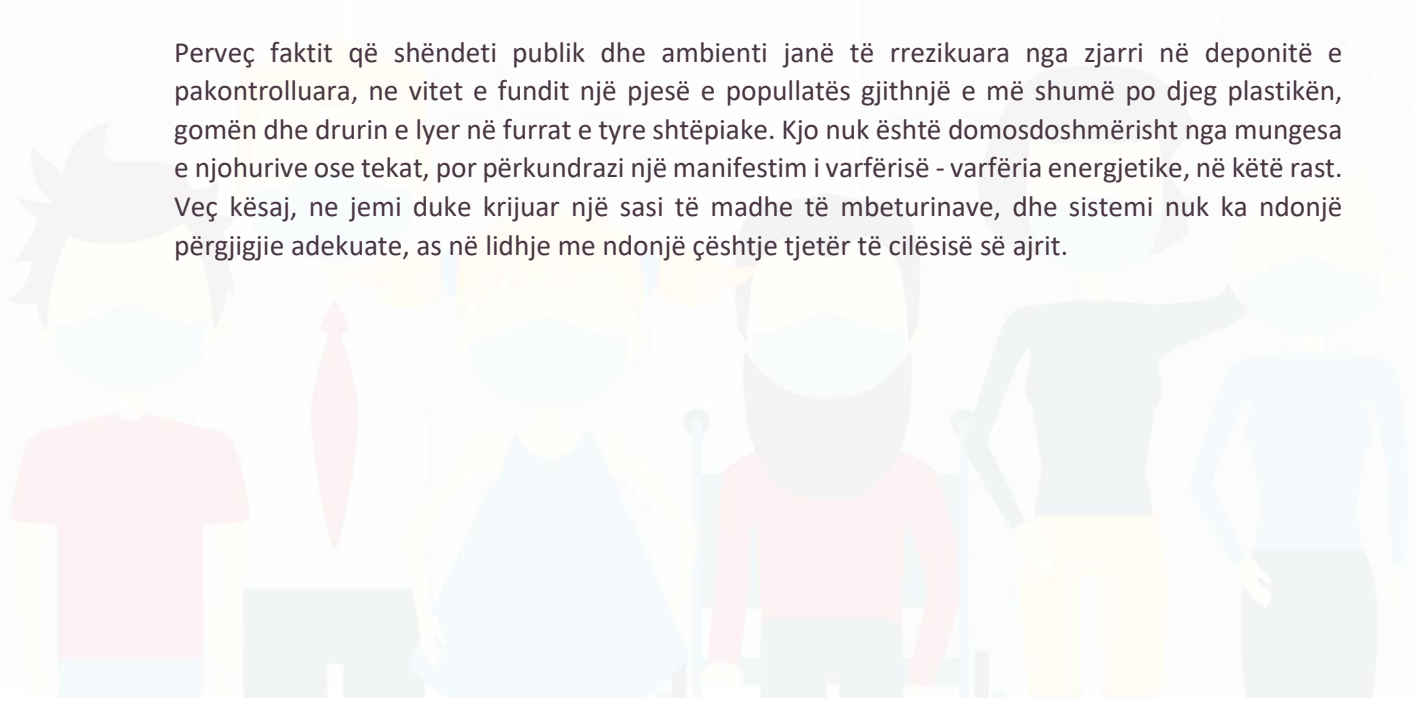 Perveç faktit që shëndeti publik dhe ambienti janë të rrezikuara nga zjarri në deponitë e
pakontrolluara, ne vitet e fundit një pjesë e popullatës gjithnjë e më shumë po djeg plastikën,
gomën dhe drurin e lyer në furrat e tyre shtëpiake. Kjo nuk është domosdoshmërisht nga mungesa
e njohurive ose tekat, por përkundrazi një manifestim i varfërisë - varfëria energjetike, në këtë rast.
Veç kësaj, ne jemi duke krijuar një sasi të madhe të mbeturinave, dhe sistemi nuk ka ndonjë
përgjigjie adekuate, as në lidhje me ndonjë çështje tjetër të cilësisë së ajrit.